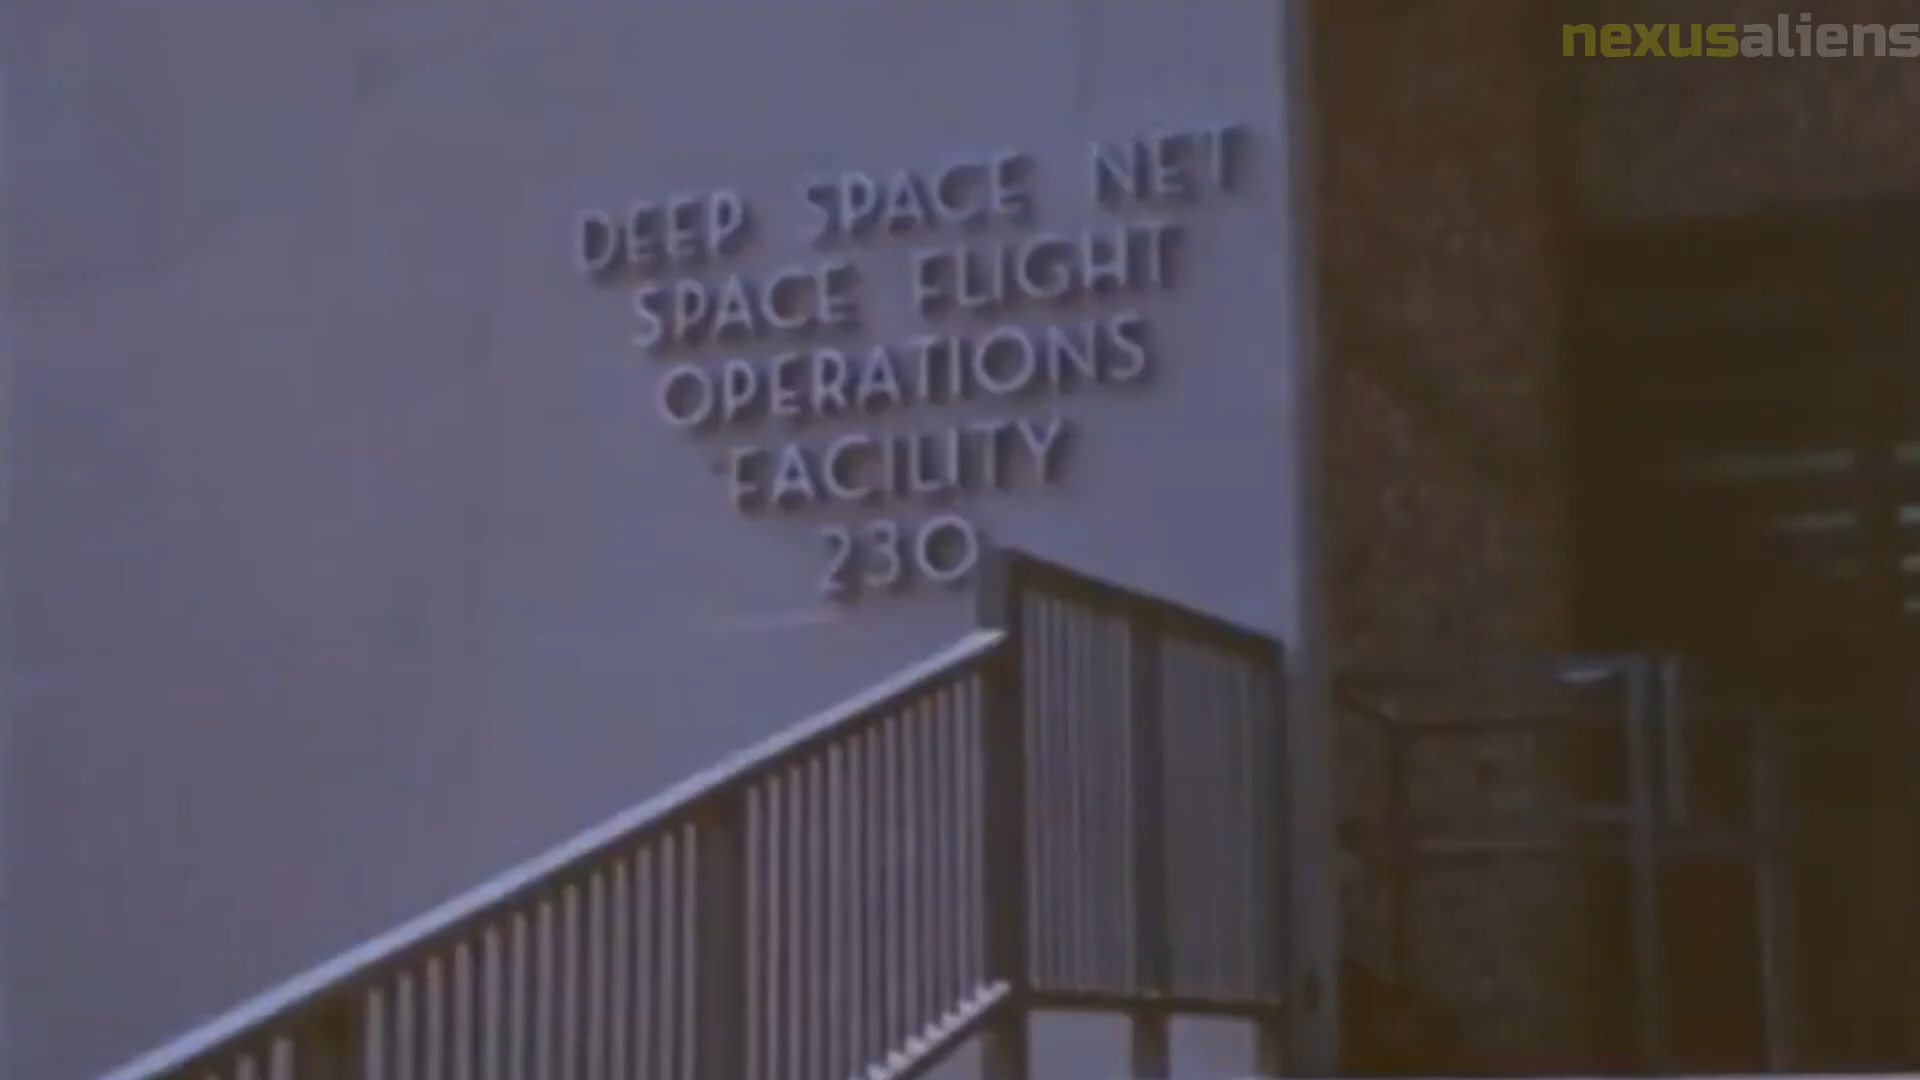 nexusaliens
DEEP SPACE NET
SPACE FLIGHT
OPERATIONS
FACILITY
230